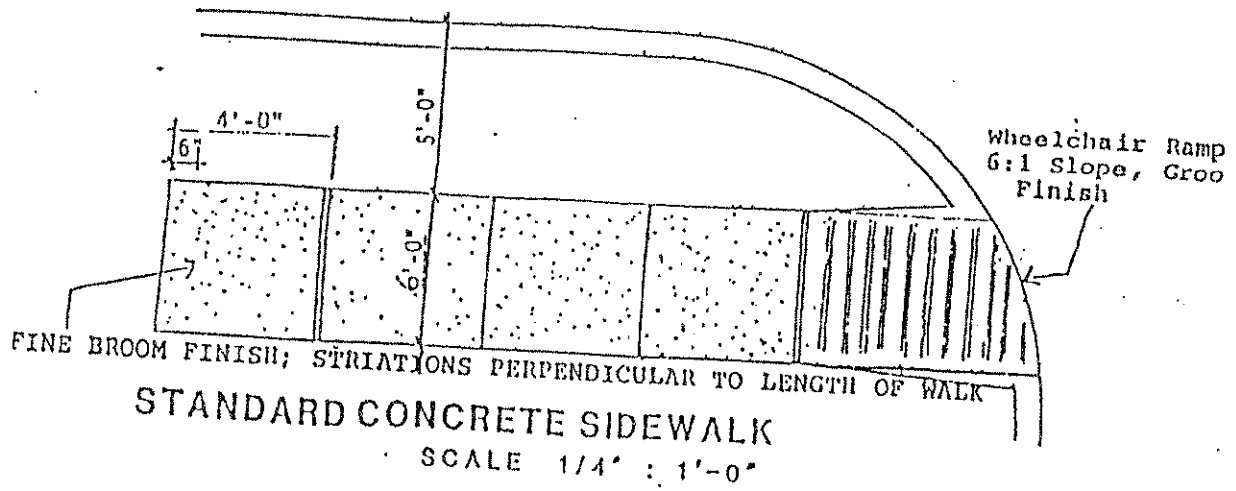 4'-0"
6"
5'-0"
6'-0"
Wheelchair Ramp
6:1 Slope, Groo
Finish
FINE BROOM FINISH; STRIATIONS PERPENDICULAR TO LENGTH OF WALK
STANDARD CONCRETE SIDEWALK
SCALE 1/4" : 1'-0"